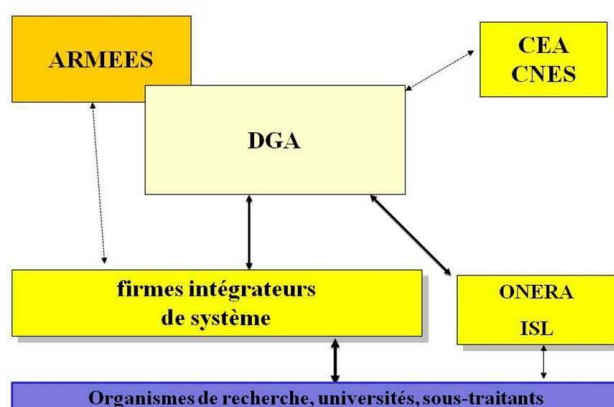 ARMEES
CEA
CNES
DGA
firmes intégrateurs
de système
ONERA
ISL
Organismes de recherche, universités, sous-traitants